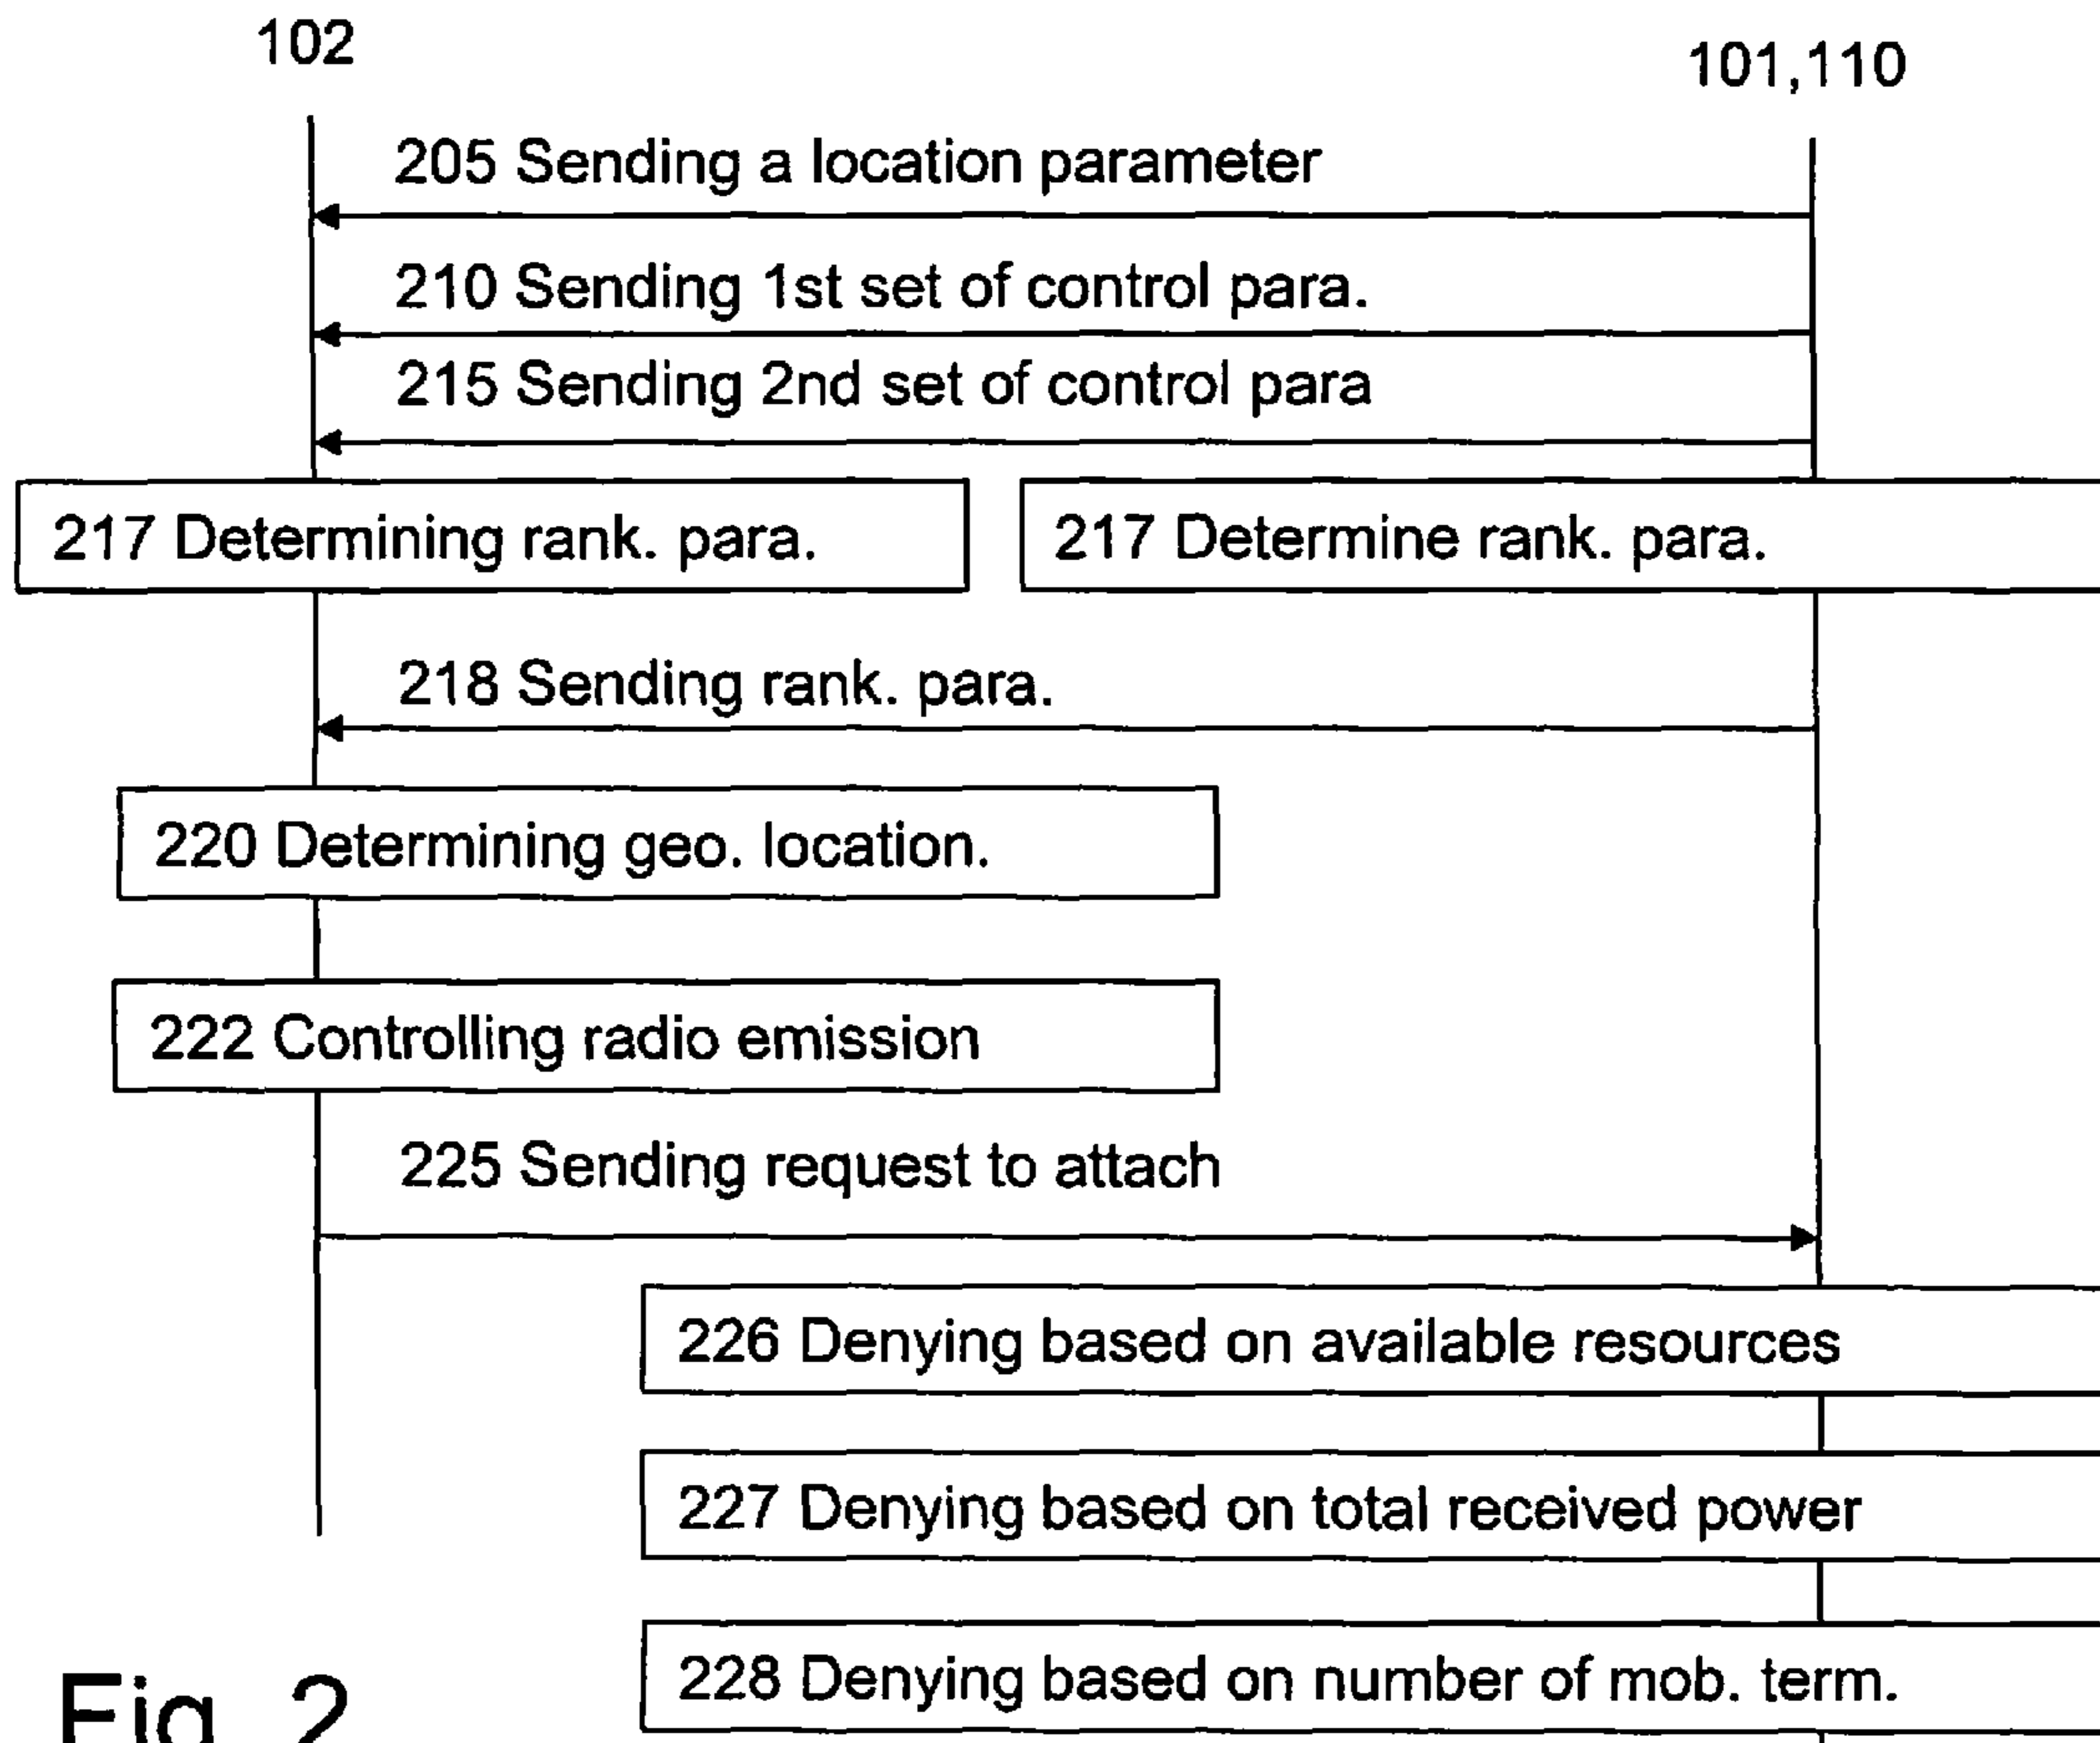 102
101,110
205 Sending a location parameter
210 Sending 1st set of control para.
215 Sending 2nd set of control para
217 Determining rank. para.
217 Determine rank. para.
218 Sending rank. para.
220 Determining geo. location.
222 Controlling radio emission
225 Sending request to attach
226 Denying based on available resources
227 Denying based on total received power
228 Denying based on number of mob. term.
Fig. 2